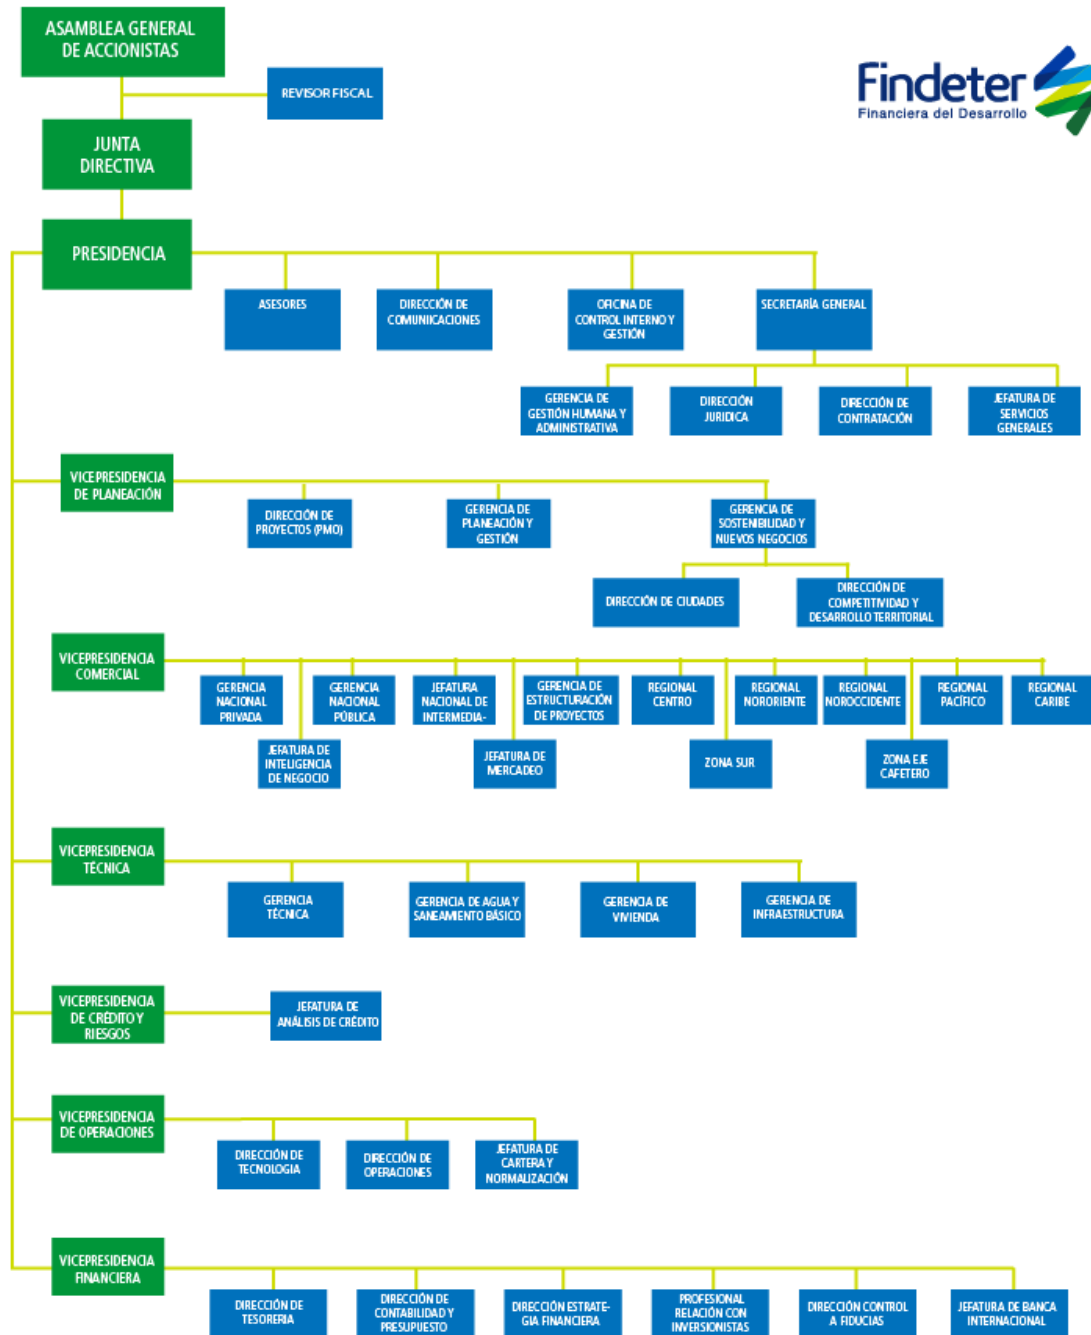 ASAMBLEA GENERAL
DE ACCIONISTAS
REVISOR FISCAL
Findeter
Financiera del Desarrollo
JUNTA
DIRECTIVA
PRESIDENCIA
ASESORES
DIRECCIÓN DE
COMUNIICACIONES
OFICINA DE
CONTROL INTERNO Y
GESTIÓN
SECRETARÍA GENERAL
GERENCIA DE
GESTIÓN HUMANA Y
ADMINISTRATIVA
DIRECCIÓN
JURIDICA
DIRECCIÓN DE
CONTRATACIÓN
JEFATURA DE
SERVICIOS
GENERALES
VICEPRESIDENCIA
DE PLANEACIÓN
DIRECCIÓN DE
PROYECTOS (PMO)
GERENCIA DE
PLANEACIÓN Y
GESTIÓN
GERENCIA DE
SOSTENIBILIDAD Y
NUEVOS NEGOCIOS
DIRECCIÓN DE CIUDADES
DIRECCIÓN DE
COMPETITIVIDAD Y
DESARROLLO TERRITORIAL
VICEPRESIDENCIA
COMERCIAL
GERENCIA
NACIONAL
PRIVADA
GERENCIA
NACIONAL
PÚBLICA
JEFATURA
NACIONAL DE
INTERMEDIA-
GERENCIA DE
ESTRUCTURACIÓN
DE PROYECTOS
REGIONAL
CENTRO
REGIONAL
NORORIENTE
REGIONAL
NOROCCIDENTE
REGIONAL
PACÍFICO
REGIONAL
CARIBE
JEFATURA DE
INTELIGENCIA
DE NEGOCIO
JEFATURA DE
MERCADEO
ZONA SUR
ZONA EJE
CAFETERO
VICEPRESIDENCIA
TÉCNICA
GERENCIA
TÉCNICA
GERENCIA DE AGUA Y
SANEAMIENTO BÁSICO
GERENCIA DE
VIVIENDA
GERENCIA DE
INFRAESTRUCTURA
VICEPRESIDENCIA
DE CRÉDITO Y
RIESGOS
JEFATURA DE
ANÁLISIS DE CRÉDITO
VICEPRESIDENCIA
DE OPERACIONES
DIRECCIÓN DE
TECNOLOGIA
DIRECCIÓN DE
OPERACIONES
JEFATURA DE
CARTERA Y
NORMALIZACIÓN
VICEPRESIDENCIA
FINANCIERA
DIRECCIÓN DE
TESORERIA
DIRECCIÓN DE
CONTABILIDAD Y
PRESUPUESTO
DIRECCIÓN ESTRATE-
GIA FINANCIERA
PROFESIONAL
RELACIÓN CON
INVERSIONISTAS
DIRECCIÓN CONTROL
A FIDUCIAS
JEFATURA DE BANCA
INTERNACIONAL